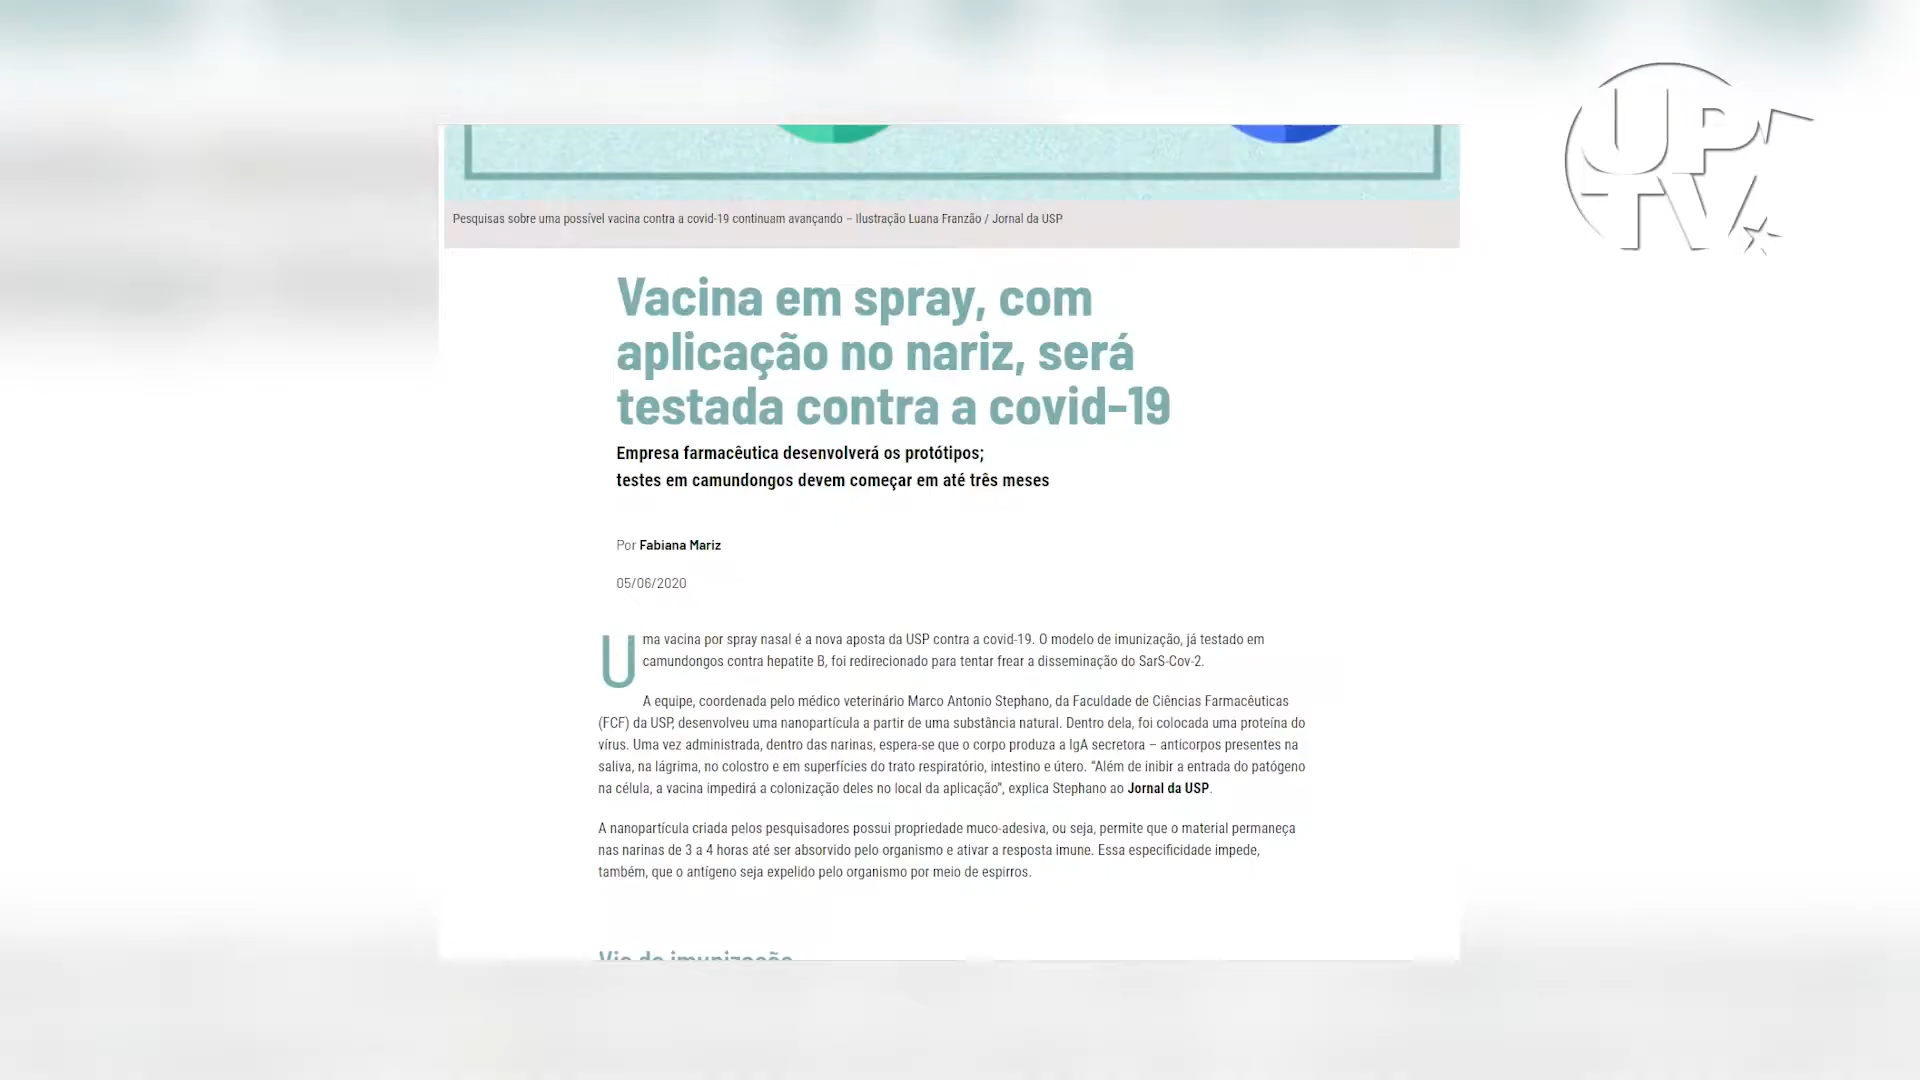 UP
TV
Pesquisas sobre uma possível vacina contra a covid-19 continuam avançando – Ilustração Luana Franzão / Jornal da USP
Vacina em spray, com
aplicação no nariz, será
testada contra a covid-19
Empresa farmacêutica desenvolverá os protótipos;
testes em camundongos devem começar em até três meses
Por Fabiana Mariz
05/06/2020
Uma vacina por spray nasal é a nova aposta da USP contra a covid-19. O modelo de imunização, já testado em
camundongos contra hepatite B, foi redirecionado para tentar frear a disseminação do SarS-Cov-2.
A equipe, coordenada pelo médico veterinário Marco Antonio Stephano, da Faculdade de Ciências Farmacêuticas
(FCF) da USP, desenvolveu uma nanopartícula a partir de uma substância natural. Dentro dela, foi colocada uma proteína do
vírus. Uma vez administrada, dentro das narinas, espera-se que o corpo produza a IgA secretora – anticorpos presentes na
saliva, na lágrima, no colostro e em superfícies do trato respiratório, intestino e útero. “Além de inibir a entrada do patógeno
na célula, a vacina impedirá a colonização deles no local da aplicação”, explica Stephano ao Jornal da USP.
A nanopartícula criada pelos pesquisadores possui propriedade muco-adesiva, ou seja, permite que o material permaneça
nas narinas de 3 a 4 horas até ser absorvido pelo organismo e ativar a resposta imune. Essa especificidade impede,
também, que o antígeno seja expelido pelo organismo por meio de espirros.
Via de imunização